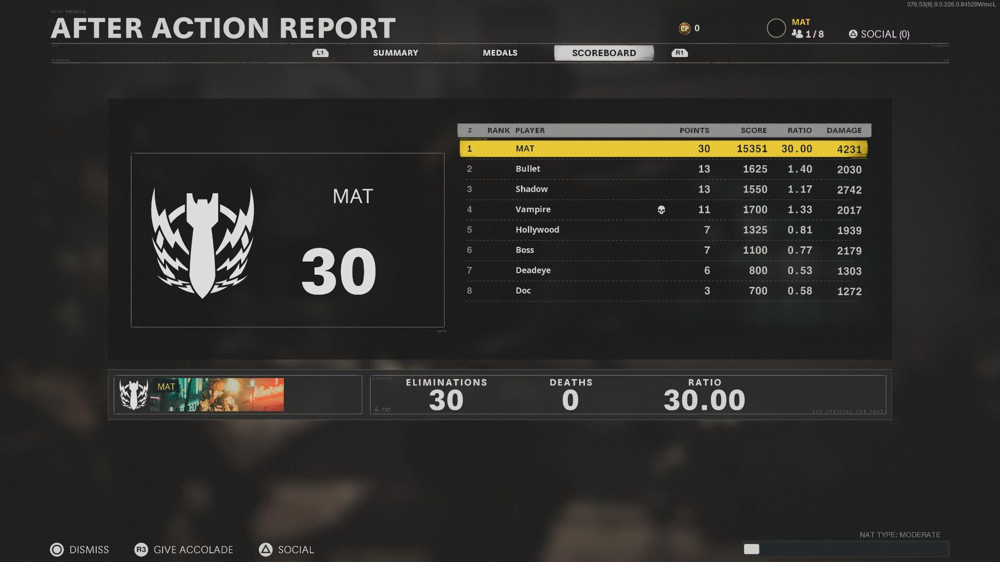 376.53(8).9.0.226.0.84529WmcL
AFTER ACTION REPORT
CP 0
MAT
1/8
SOCIAL (0)
L1 SUMMARY MEDALS SCOREBOARD R1
# RANK PLAYER POINTS SCORE RATIO DAMAGE
1 MAT 30 15351 30.00 4231
2 Bullet 13 1625 1.40 2030
3 Shadow 13 1550 1.17 2742
4 Vampire 11 1700 1.33 2017
5 Hollywood 7 1325 0.81 1939
6 Boss 7 1100 0.77 2179
7 Deadeye 6 800 0.53 1303
8 Doc 3 700 0.58 1272
MAT
30
MAT
ELIMINATIONS DEATHS RATIO
30 0 30.00
FOR OFFICIAL USE ONLY
NAT TYPE: MODERATE
DISMISS R3 GIVE ACCOLADE SOCIAL